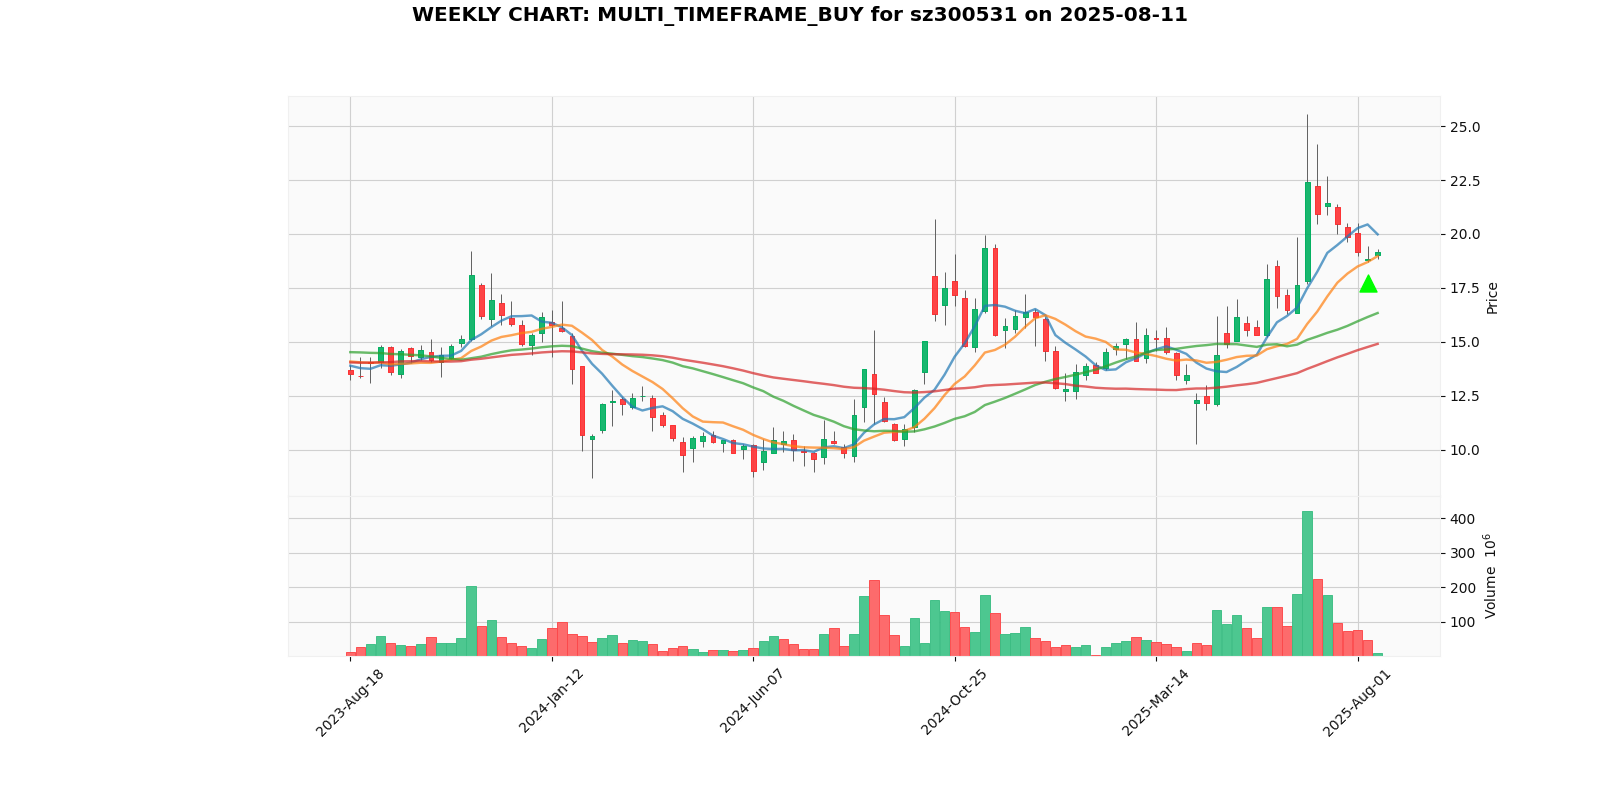 WEEKLY CHART: MULTI_TIMEFRAME_BUY for sz300531 on 2025-08-11
25.0
22.5
20.0
17.5
15.0
12.5
10.0
Price
400
300
200
100
Volume 10⁶
2023-Aug-18
2024-Jan-12
2024-Jun-07
2024-Oct-25
2025-Mar-14
2025-Aug-01